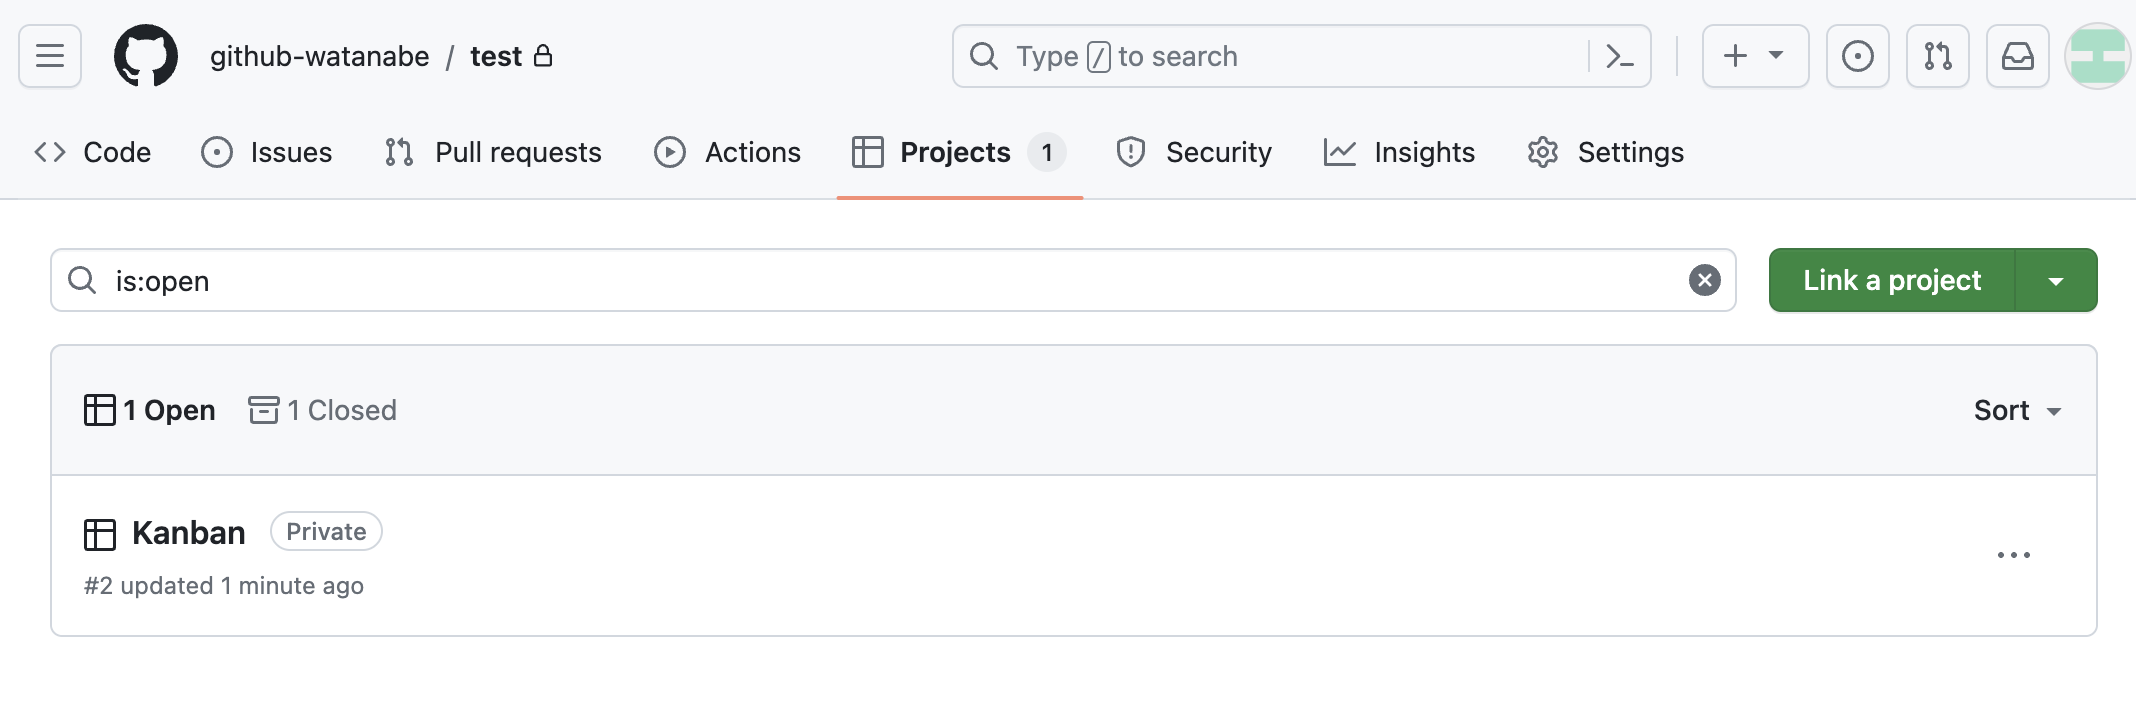 github-watanabe / test
Type / to search
Code Issues Pull requests Actions Projects 1 Security Insights Settings
is:open
Link a project
1 Open 1 Closed
Sort
Kanban Private
#2 updated 1 minute ago